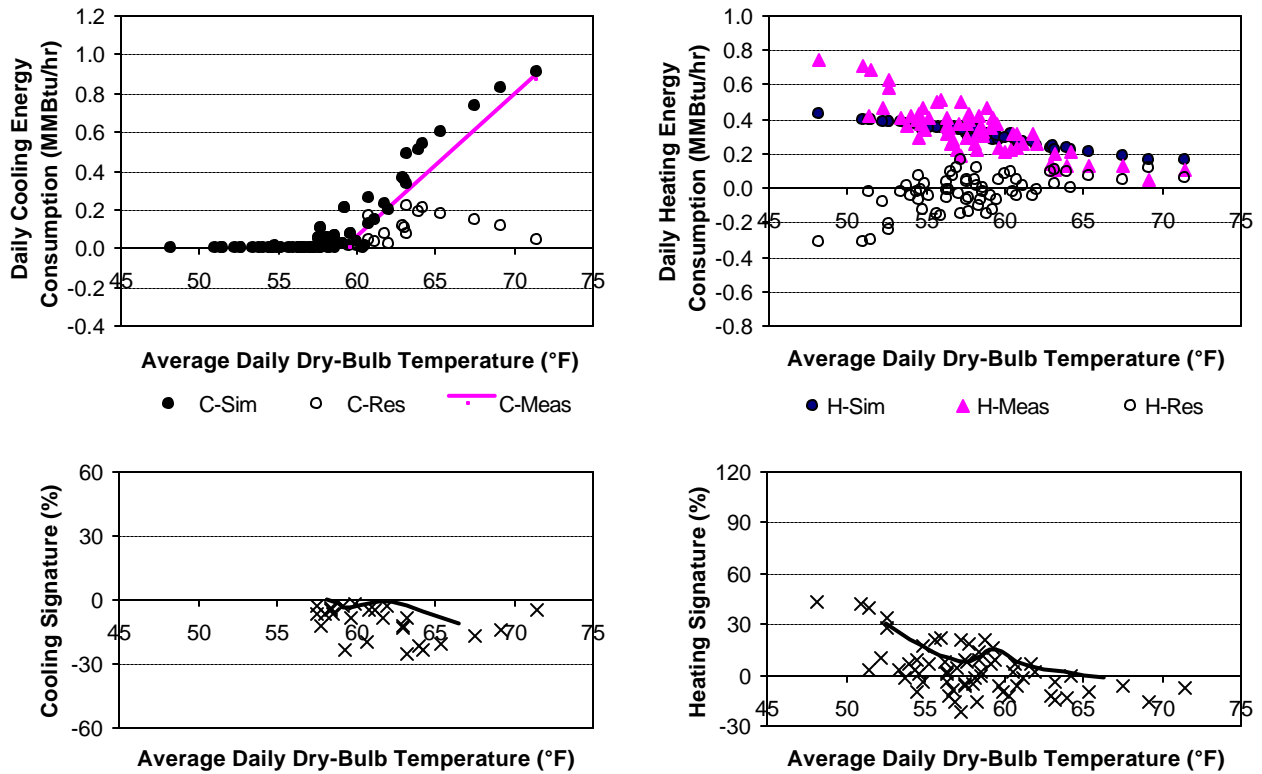 Daily Cooling Energy
Consumption (MMBtu/hr)
1.2
1.0
0.8
0.6
0.4
0.2
0.0
-0.2
-0.4
45 50 55 60 65 70 75
Average Daily Dry-Bulb Temperature (°F)
C-Sim C-Res C-Meas
Daily Heating Energy
Consumption (MMBtu/hr)
1.0
0.8
0.6
0.4
0.2
0.0
-0.2
-0.4
-0.6
-0.8
45 50 55 60 65 70 75
Average Daily Dry-Bulb Temperature (°F)
H-Sim H-Meas H-Res
Cooling Signature (%)
60
30
0
-30
-60
45 50 55 60 65 70 75
Average Daily Dry-Bulb Temperature (°F)
Heating Signature (%)
120
90
60
30
0
-30
45 50 55 60 65 70 75
Average Daily Dry-Bulb Temperature (°F)